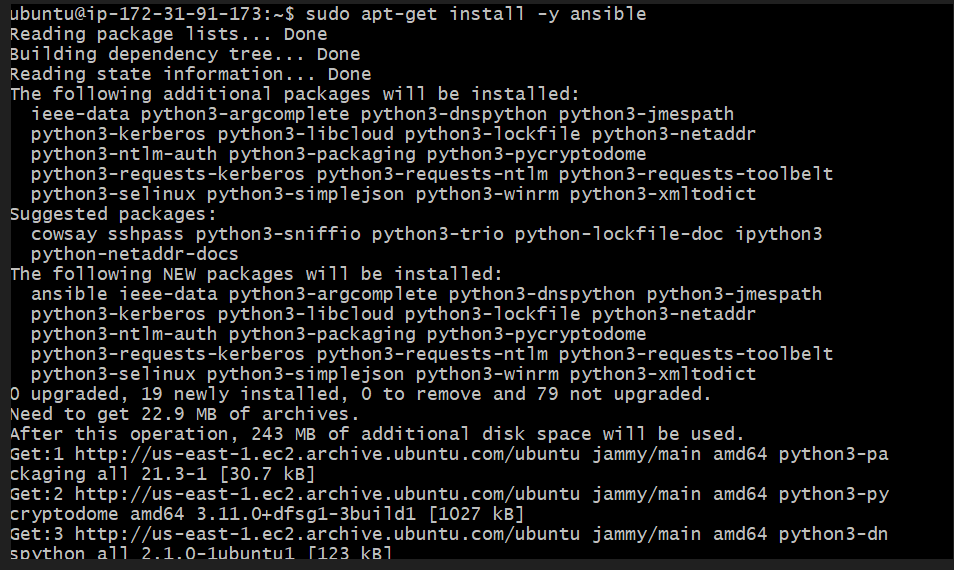 ubuntu@ip-172-31-91-173:~$ sudo apt-get install -y ansible
Reading package lists... Done
Building dependency tree... Done
Reading state information... Done
The following additional packages will be installed:
  ieee-data python3-argcomplete python3-dnspython python3-jmespath
  python3-kerberos python3-libcloud python3-lockfile python3-netaddr
  python3-ntlm-auth python3-packaging python3-pycryptodome
  python3-requests-kerberos python3-requests-ntlm python3-requests-toolbelt
  python3-selinux python3-simplejson python3-winrm python3-xmltodict
Suggested packages:
  cowsay sshpass python3-sniffio python3-trio python-lockfile-doc ipython3
  python-netaddr-docs
The following NEW packages will be installed:
  ansible ieee-data python3-argcomplete python3-dnspython python3-jmespath
  python3-kerberos python3-libcloud python3-lockfile python3-netaddr
  python3-ntlm-auth python3-packaging python3-pycryptodome
  python3-requests-kerberos python3-requests-ntlm python3-requests-toolbelt
  python3-selinux python3-simplejson python3-winrm python3-xmltodict
0 upgraded, 19 newly installed, 0 to remove and 79 not upgraded.
Need to get 22.9 MB of archives.
After this operation, 243 MB of additional disk space will be used.
Get:1 http://us-east-1.ec2.archive.ubuntu.com/ubuntu jammy/main amd64 python3-pa
ckaging all 21.3-1 [30.7 kB]
Get:2 http://us-east-1.ec2.archive.ubuntu.com/ubuntu jammy/main amd64 python3-py
cryptodome amd64 3.11.0+dfsg1-3build1 [1027 kB]
Get:3 http://us-east-1.ec2.archive.ubuntu.com/ubuntu jammy/main amd64 python3-dn
spython all 2.1.0-1ubuntu1 [123 kB]